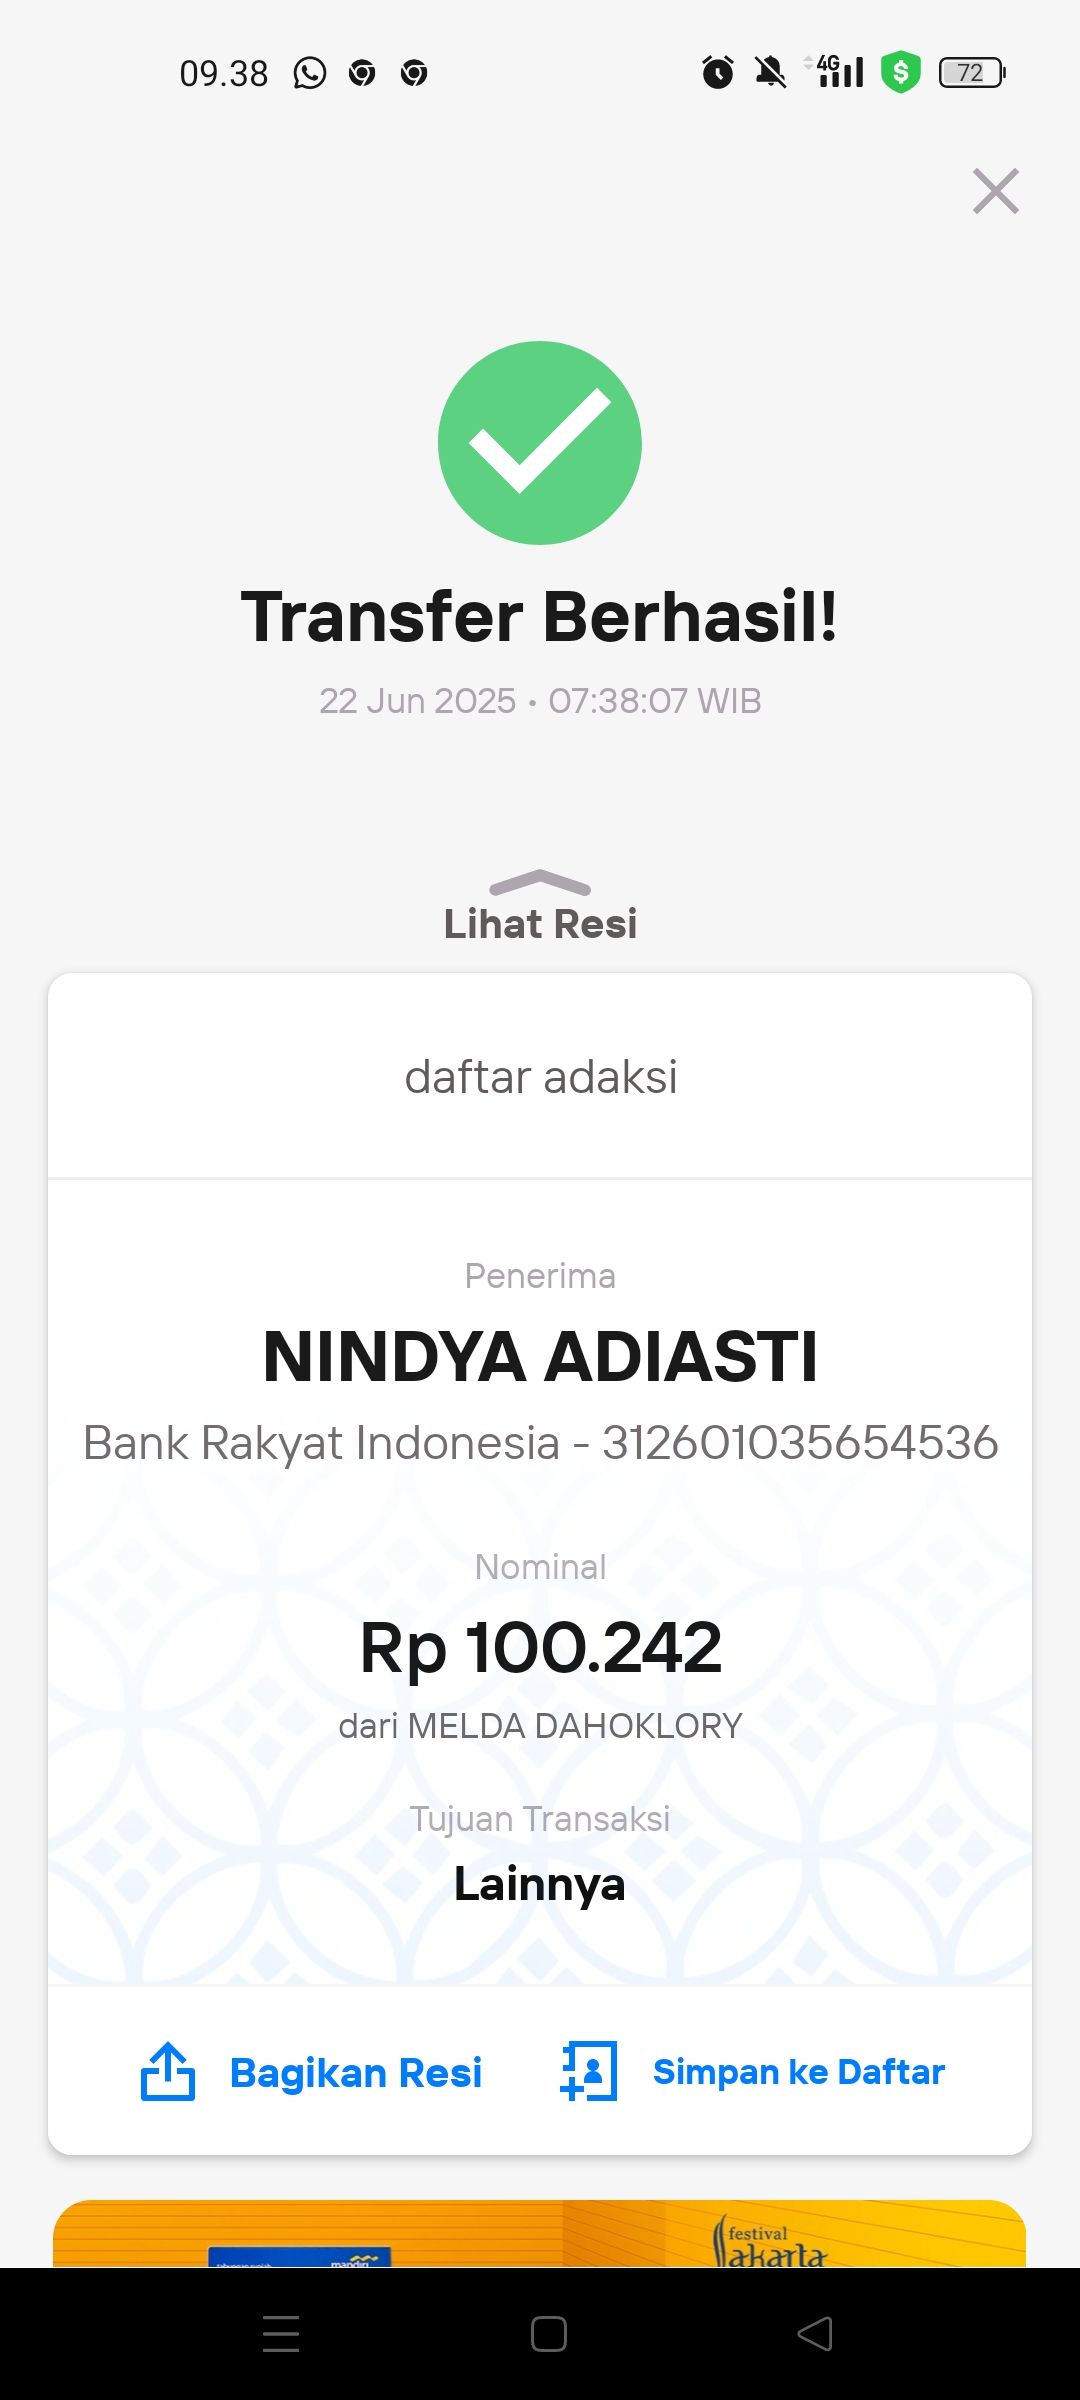 09.38
4G
72
Transfer Berhasil!
22 Jun 2025 • 07:38:07 WIB
Lihat Resi
daftar adaksi
Penerima
NINDYA ADIASTI
Bank Rakyat Indonesia - 312601035654536
Nominal
Rp 100.242
dari MELDA DAHOKLORY
Tujuan Transaksi
Lainnya
Bagikan Resi
Simpan ke Daftar
festival
mandiri